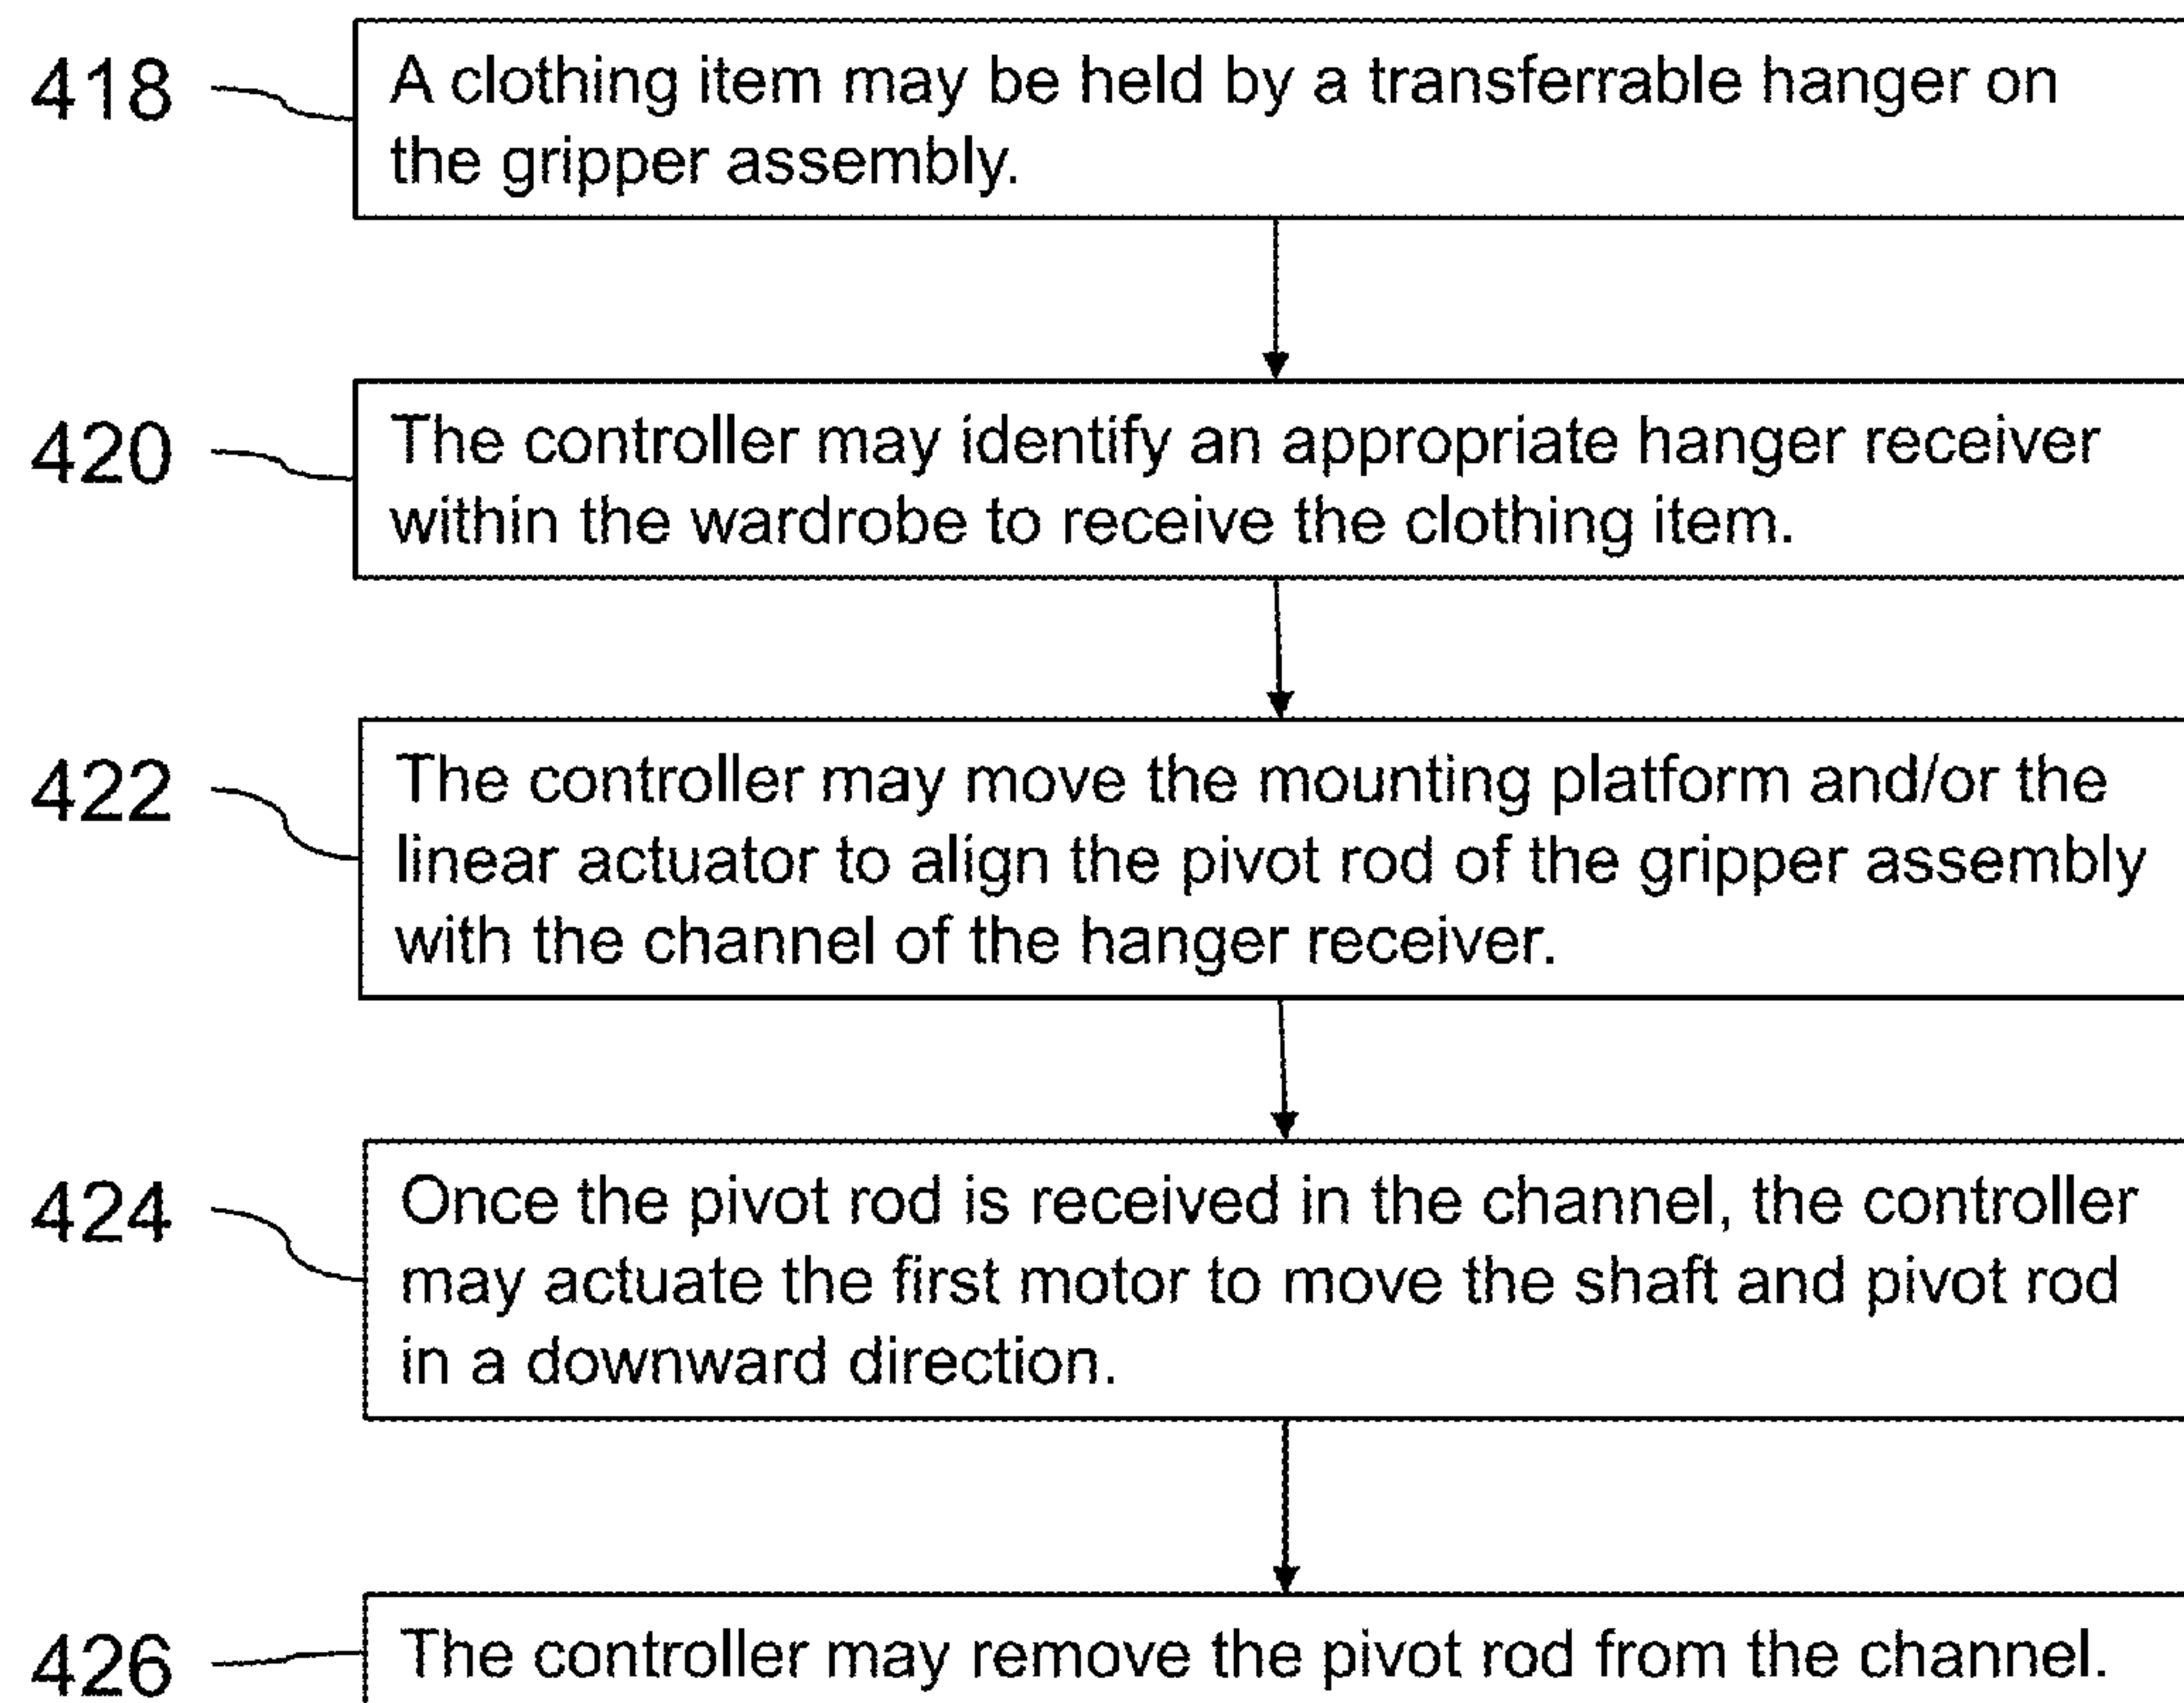 418
A clothing item may be held by a transferrable hanger on
the gripper assembly.
420
The controller may identify an appropriate hanger receiver
within the wardrobe to receive the clothing item.
422
The controller may move the mounting platform and/or the
linear actuator to align the pivot rod of the gripper assembly
with the channel of the hanger receiver.
424
Once the pivot rod is received in the channel, the controller
may actuate the first motor to move the shaft and pivot rod
in a downward direction.
426
The controller may remove the pivot rod from the channel.